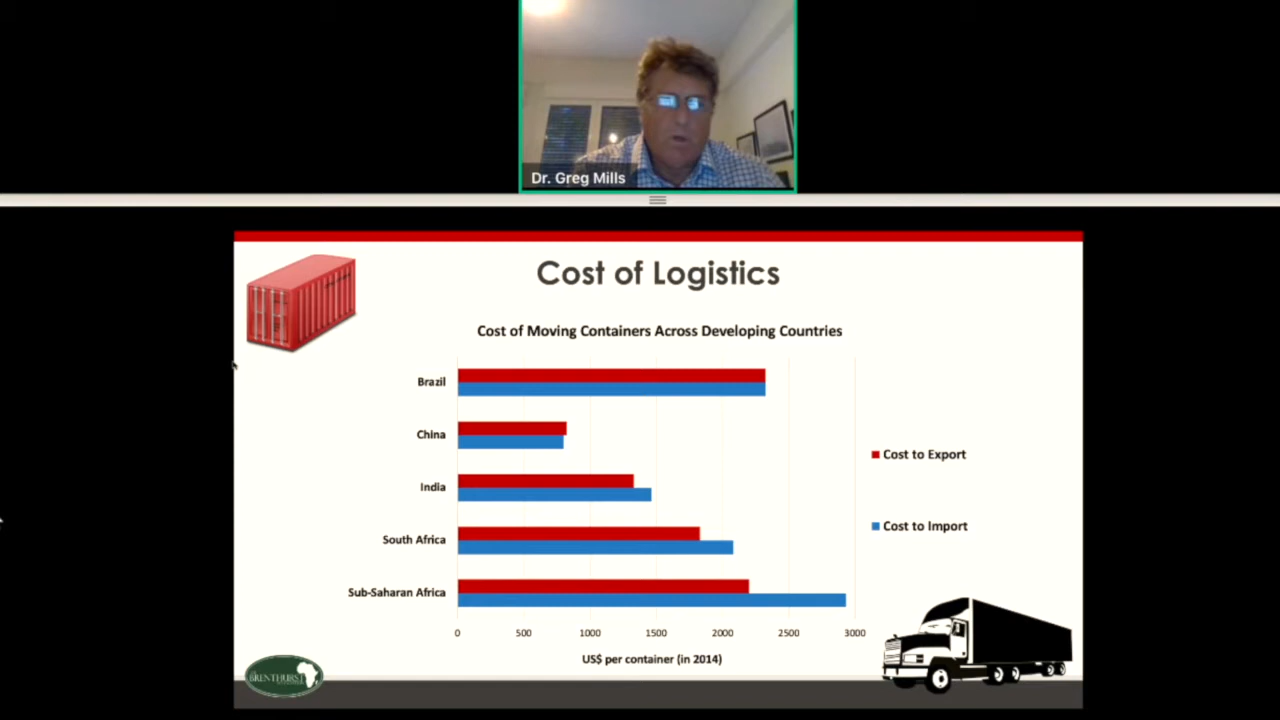 Dr. Greg Mills
Cost of Logistics
Cost of Moving Containers Across Developing Countries
Brazil
China
India
South Africa
Sub-Saharan Africa
Cost to Export
Cost to Import
0 500 1000 1500 2000 2500 3000
US$ per container (in 2014)
BRENTHURST